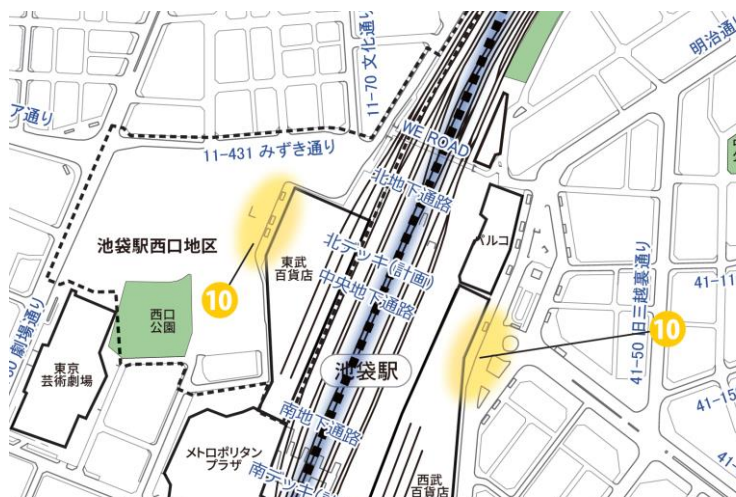 明治通り
11-70 文化通り
ア通り
WE ROAD
11-431 みずき通り
北地下通路
池袋駅西口地区
東武
百貨店
北デッキ(計画)
パルコ
41-50 旧三越裏通り
41-11
10
中央地下通路
西口
公園
10
劇場通り
東京
芸術劇場
池袋駅
41-15
南地下通路
メトロポリタン
プラザ
南デッキ(計
西武
百貨店